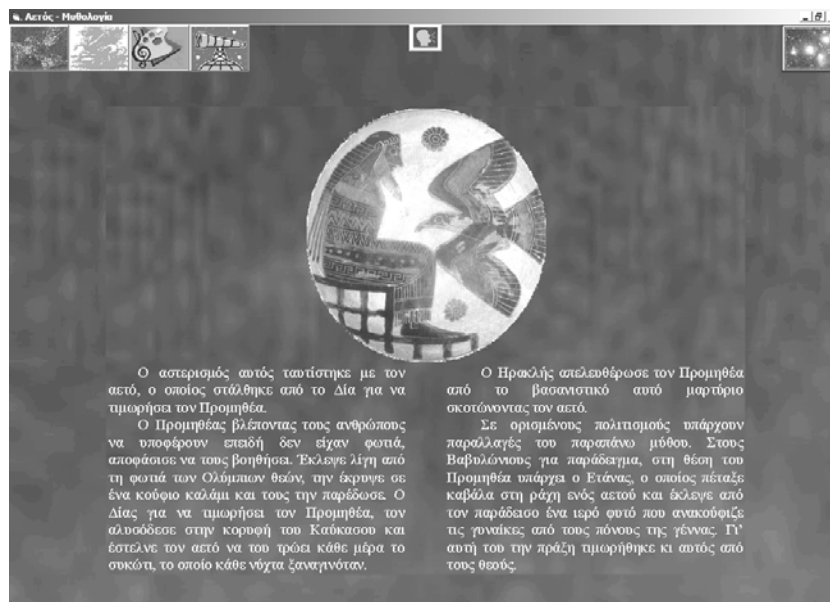 Αετός - Μυθολογία
Ο αστερισμός αυτός ταυτίστηκε με τον
αετό, ο οποίος στάλθηκε από το Δία για να
τιμωρήσει τον Προμηθέα.
Ο Προμηθέας βλέποντας τους ανθρώπους
να υποφέρουν επειδή δεν είχαν φωτιά,
αποφάσισε να τους βοηθήσει. Έκλεψε λίγη από
τη φωτιά των Ολύμπιων θεών, την έκρυψε σε
ένα κούφιο καλάμι και τους την παρέδωσε. Ο
Δίας για να τιμωρήσει τον Προμηθέα, τον
αλυσόδεσε στην κορυφή του Καύκασου και
έστελνε τον αετό να του τρώει κάθε μέρα το
συκώτι, το οποίο κάθε νύχτα ξαναγινόταν.
Ο Ηρακλής απελευθέρωσε τον Προμηθέα
από το βασανιστικό αυτό μαρτύριο
σκοτώνοντας τον αετό.
Σε ορισμένους πολιτισμούς υπάρχουν
παραλλαγές του παραπάνω μύθου. Στους
Βαβυλώνιους για παράδειγμα, στη θέση του
Προμηθέα υπάρχει ο Ετάνας, ο οποίος πέταξε
καβάλα στη ράχη ενός αετού και έκλεψε από
τον παράδεισο ένα ιερό φυτό που ανακούφιζε
τις γυναίκες από τους πόνους της γέννας. Γι'
αυτή του την πράξη τιμωρήθηκε κι αυτός από
τους θεούς.